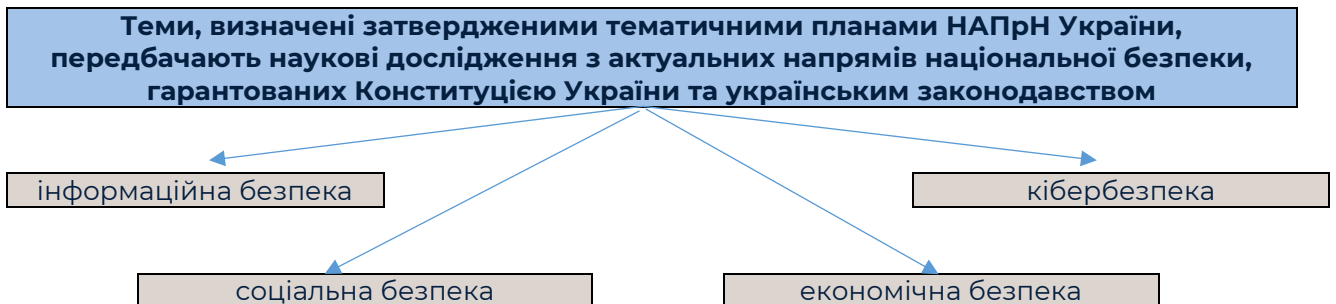 Теми, визначені затвердженими тематичними планами НАПрН України,
передбачають наукові дослідження з актуальних напрямів національної безпеки,
гарантованих Конституцією України та українським законодавством
інформаційна безпека
кібербезпека
соціальна безпека
економічна безпека